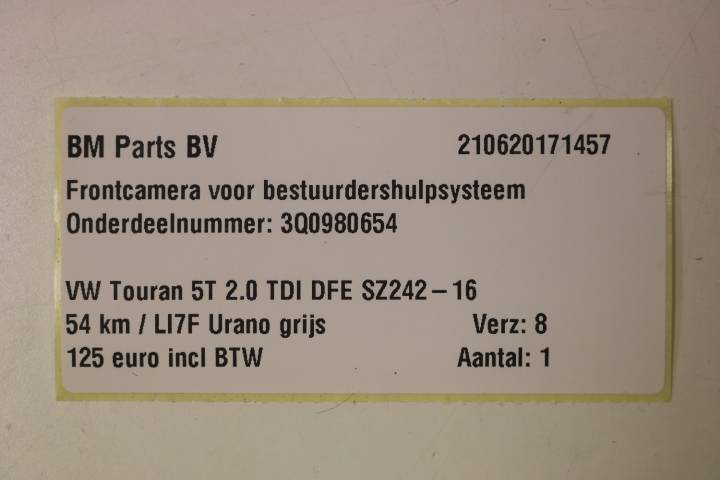 BM Parts BV 210620171457
Frontcamera voor bestuurdershulpsysteem
Onderdeelnummer: 3Q0980654
VW Touran 5T 2.0 TDI DFE SZ242-16
54 km / LI7F Urano grijs Verz: 8
125 euro incl BTW Aantal: 1